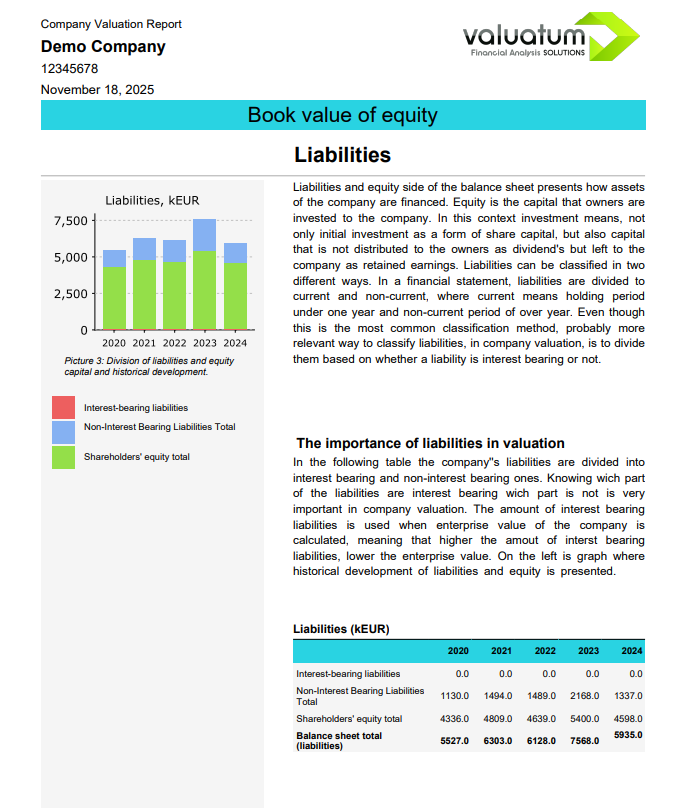 Company Valuation Report
Demo Company
12345678
November 18, 2025
valuatum
Financial Analysis SOLUTIONS
Book value of equity
Liabilities
Liabilities, kEUR
7,500
5,000
2,500
0
2020 2021 2022 2023 2024
Picture 3: Division of liabilities and equity
capital and historical development.
Interest-bearing liabilities
Non-Interest Bearing Liabilities Total
Shareholders' equity total
Liabilities and equity side of the balance sheet presents how assets
of the company are financed. Equity is the capital that owners are
invested to the company. In this context investment means, not
only initial investment as a form of share capital, but also capital
that is not distributed to the owners as dividend's but left to the
company as retained earnings. Liabilities can be classified in two
different ways. In a financial statement, liabilities are divided to
current and non-current, where current means holding period
under one year and non-current period of over year. Even though
this is the most common classification method, probably more
relevant way to classify liabilities, in company valuation, is to divide
them based on whether a liability is interest bearing or not.
The importance of liabilities in valuation
In the following table the company"s liabilities are divided into
interest bearing and non-interest bearing ones. Knowing wich part
of the liabilities are interest bearing wich part is not is very
important in company valuation. The amount of interest bearing
liabilities is used when enterprise value of the company is
calculated, meaning that higher the amout of interst bearing
liabilities, lower the enterprise value. On the left is graph where
historical development of liabilities and equity is presented.
Liabilities (kEUR)
2020 2021 2022 2023 2024
Interest-bearing liabilities 0.0 0.0 0.0 0.0 0.0
Non-Interest Bearing Liabilities
Total 1130.0 1494.0 1489.0 2168.0 1337.0
Shareholders' equity total 4336.0 4809.0 4639.0 5400.0 4598.0
Balance sheet total
(liabilities) 5527.0 6303.0 6128.0 7568.0 5935.0